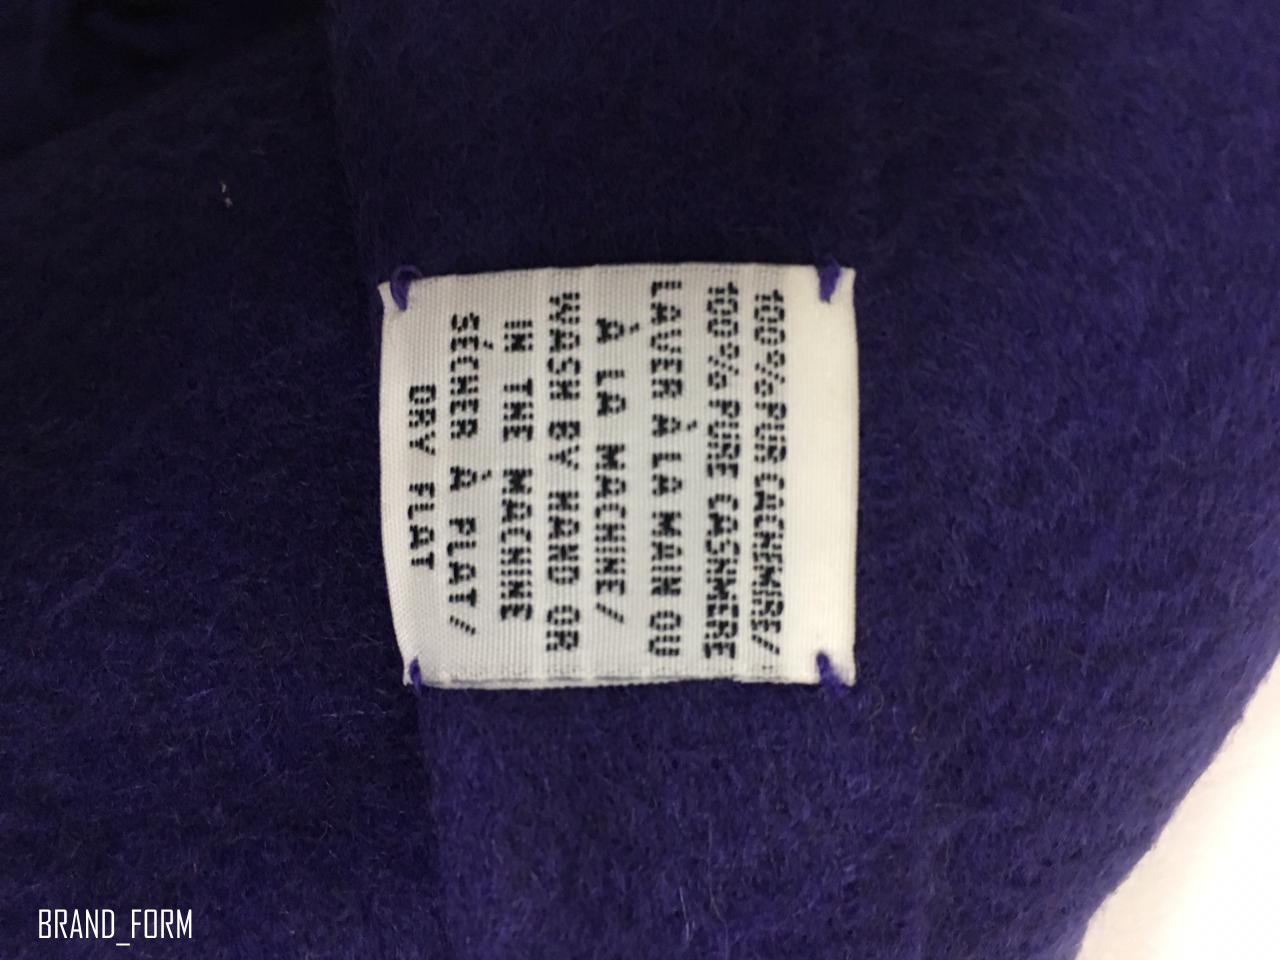 100% PUR CACHEMIRE/
100% PURE CASHMERE
LAVER À LA MAIN OU
À LA MACHINE/
WASH BY HAND OR
IN THE MACHINE
SÉCHER À PLAT/
DRY FLAT
BRAND_FORM